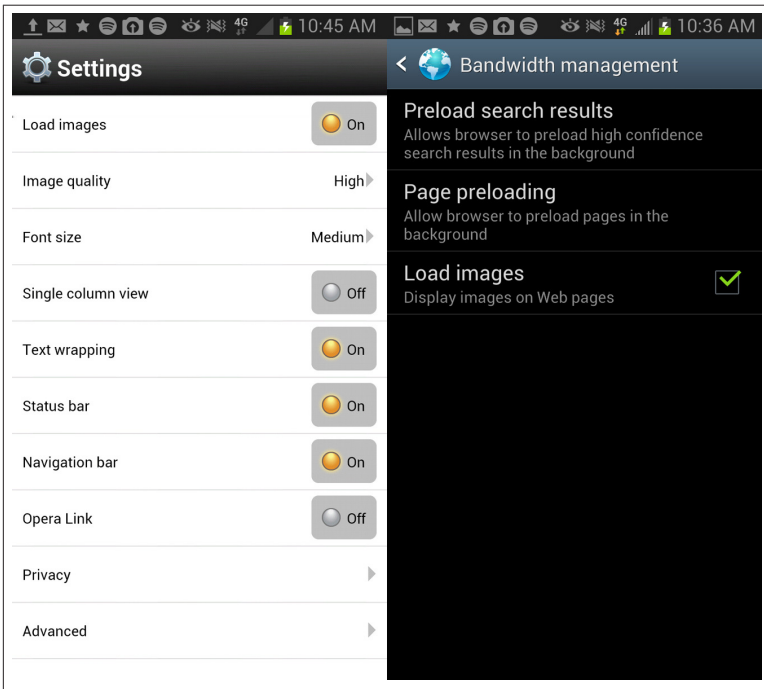 4G 10:45 AM
Settings
Load images On
Image quality High
Font size Medium
Single column view Off
Text wrapping On
Status bar On
Navigation bar On
Opera Link Off
Privacy
Advanced
4G 10:36 AM
Bandwidth management
Preload search results
Allows browser to preload high confidence
search results in the background
Page preloading
Allow browser to preload pages in the
background
Load images
Display images on Web pages